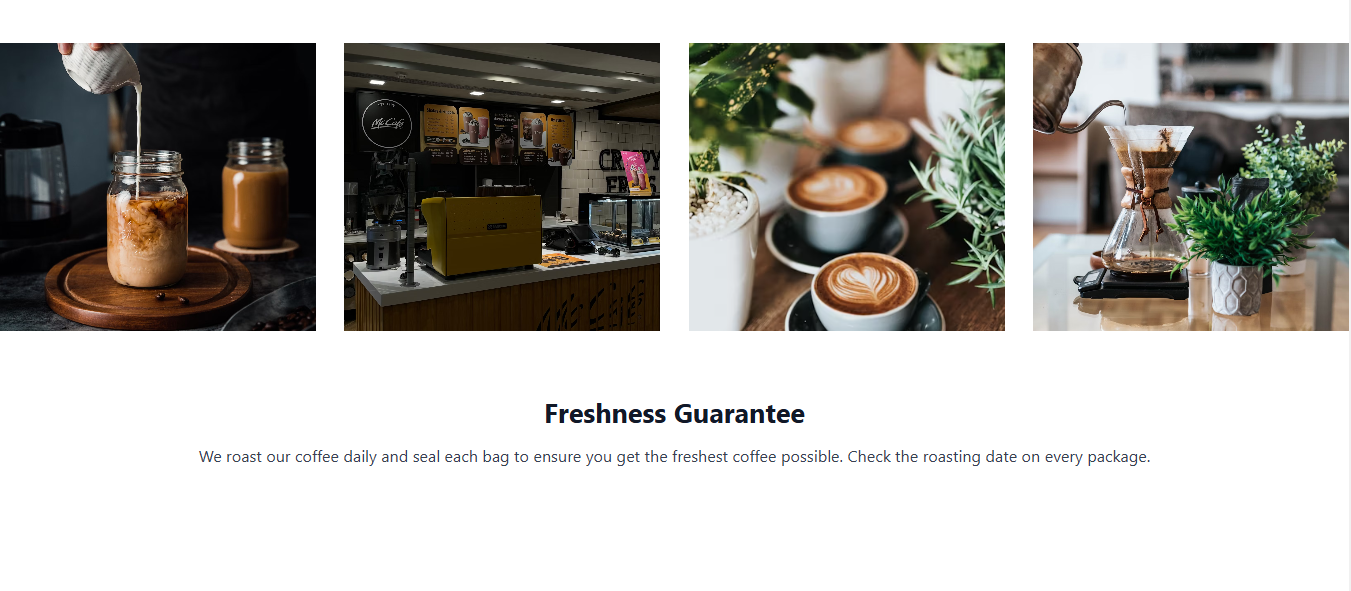 McCafé
Freshness Guarantee
We roast our coffee daily and seal each bag to ensure you get the freshest coffee possible. Check the roasting date on every package.